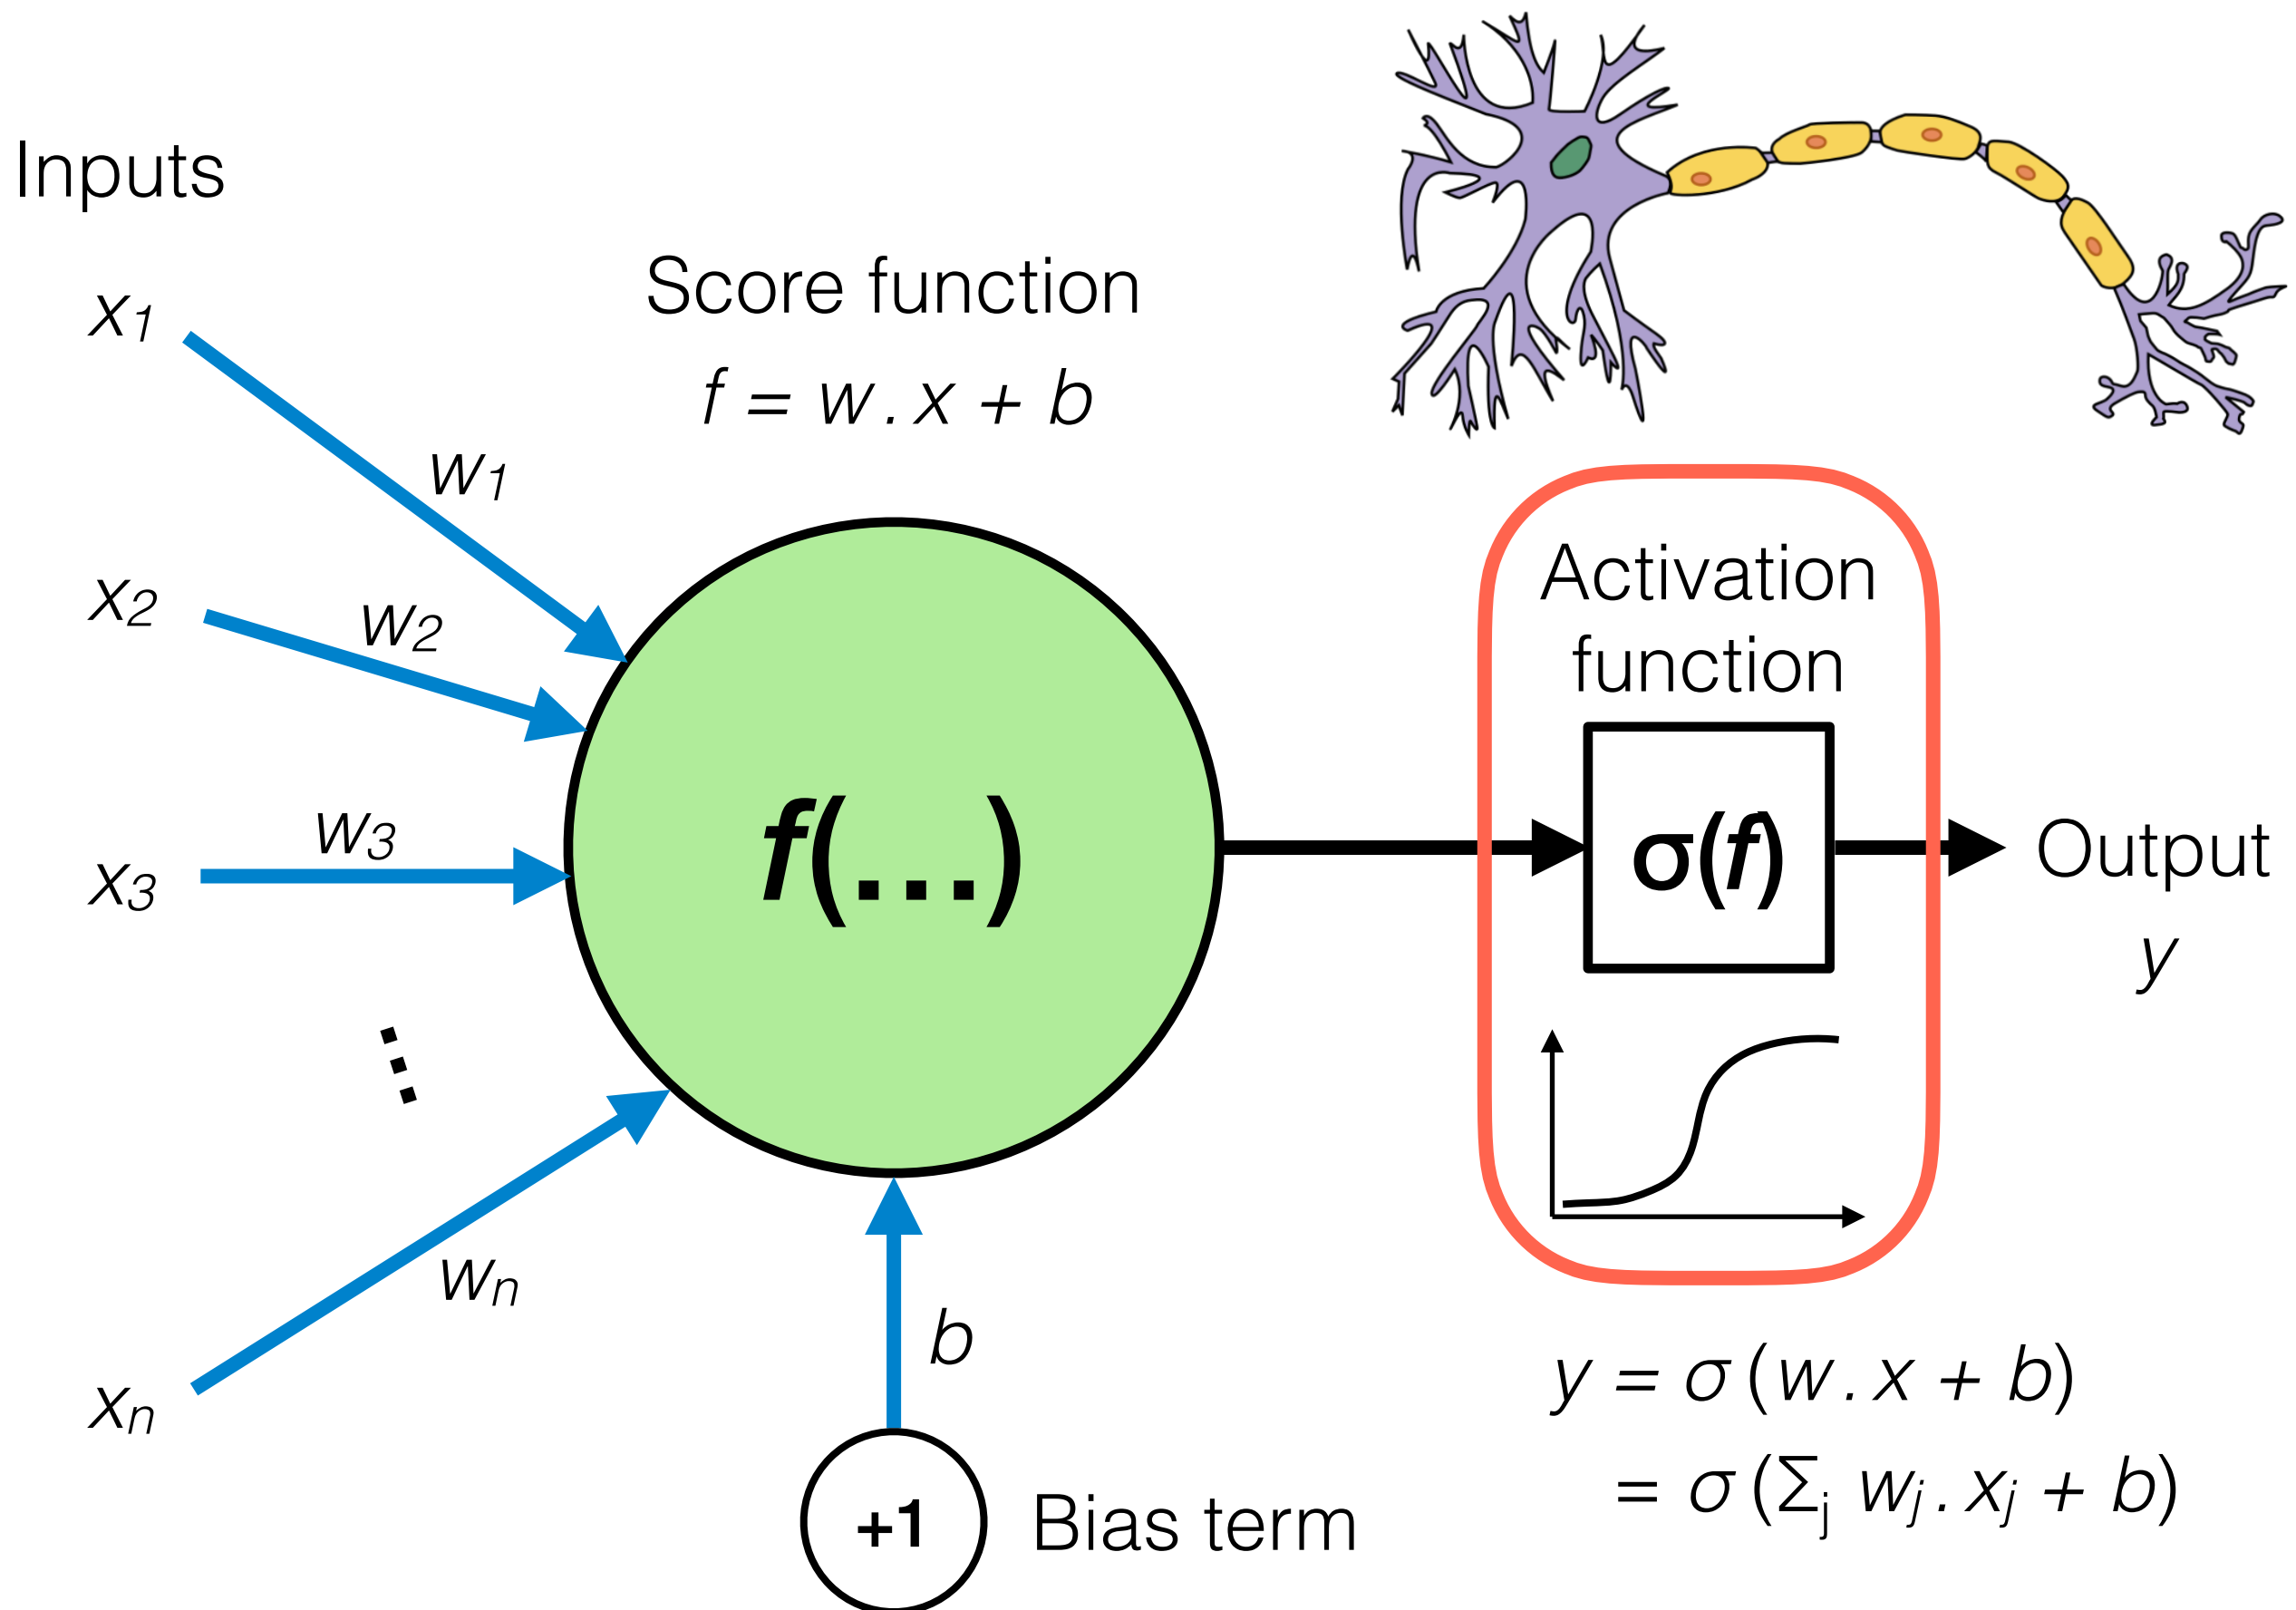 Inputs
x1
x2
x3
xn
w1
w2
w3
wn
Score function
f = w . x + b
f(...)
b
+1
Bias term
Activation
function
σ(f)
Output
y
y = σ (w . x + b)
= σ (Σj wj . xj + b)